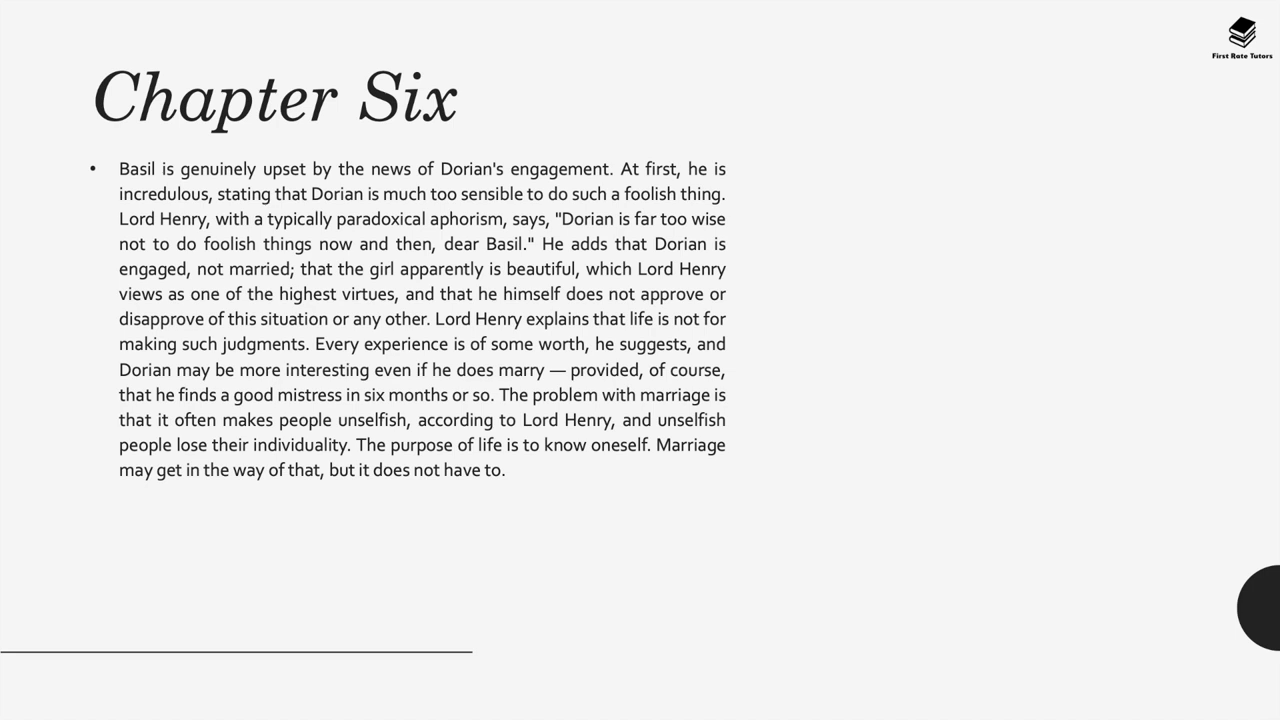 First Rate Tutors
Chapter Six
• Basil is genuinely upset by the news of Dorian's engagement. At first, he is
incredulous, stating that Dorian is much too sensible to do such a foolish thing.
Lord Henry, with a typically paradoxical aphorism, says, "Dorian is far too wise
not to do foolish things now and then, dear Basil." He adds that Dorian is
engaged, not married; that the girl apparently is beautiful, which Lord Henry
views as one of the highest virtues, and that he himself does not approve or
disapprove of this situation or any other. Lord Henry explains that life is not for
making such judgments. Every experience is of some worth, he suggests, and
Dorian may be more interesting even if he does marry — provided, of course,
that he finds a good mistress in six months or so. The problem with marriage is
that it often makes people unselfish, according to Lord Henry, and unselfish
people lose their individuality. The purpose of life is to know oneself. Marriage
may get in the way of that, but it does not have to.